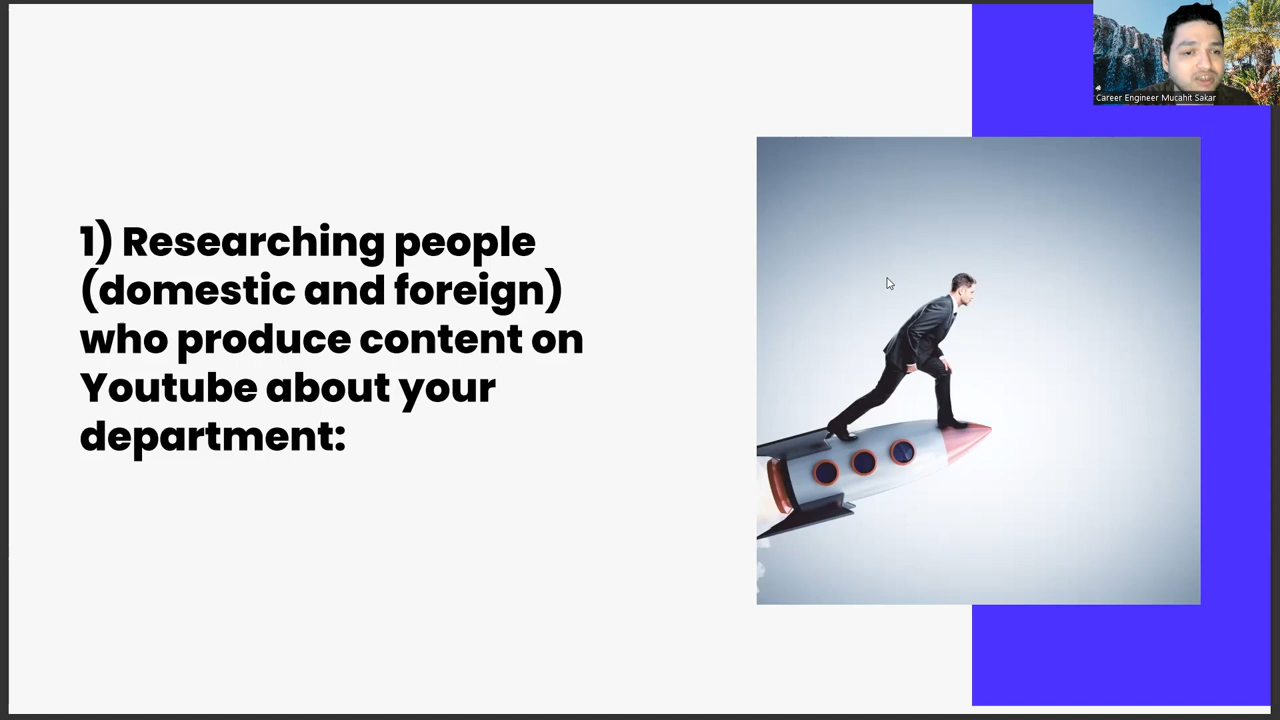 Career Engineer Mucahit Sakar
1) Researching people
(domestic and foreign)
who produce content on
Youtube about your
department: